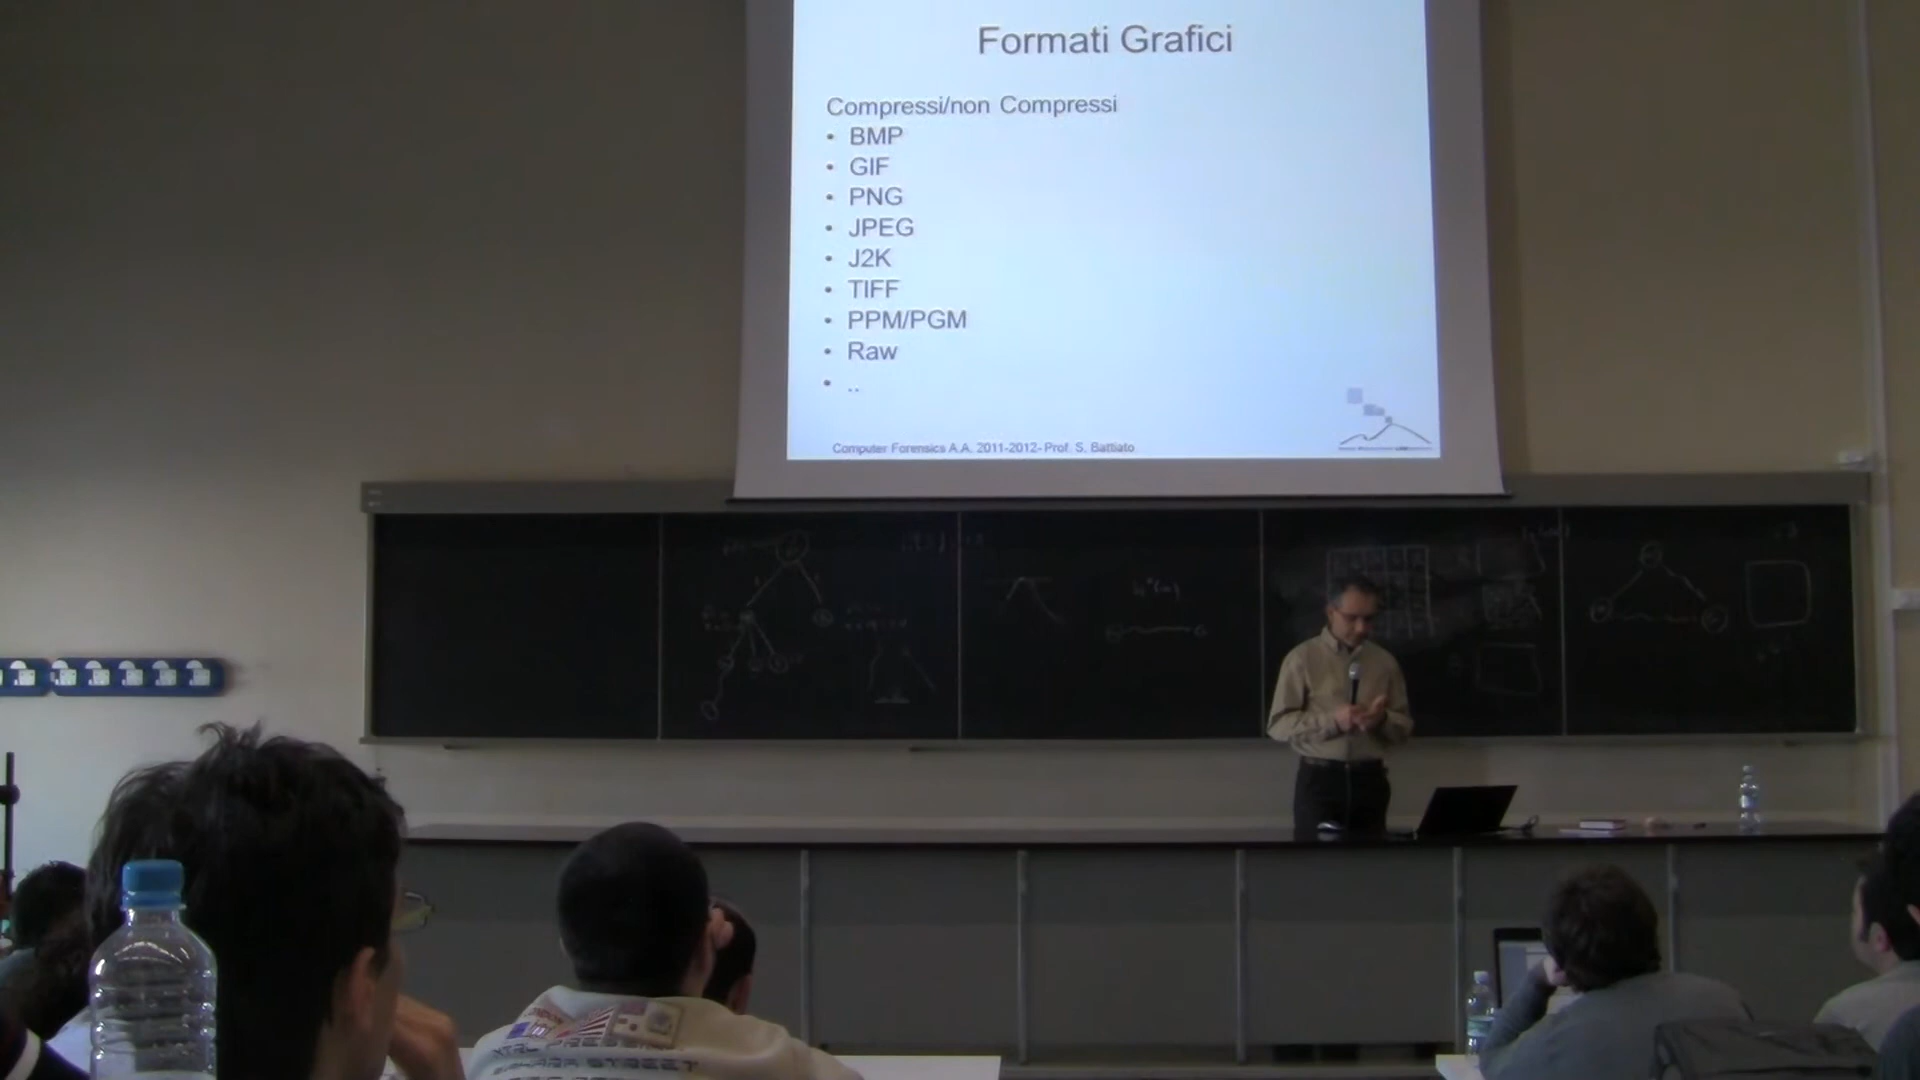 Formati Grafici
Compressi/non Compressi
• BMP
• GIF
• PNG
• JPEG
• J2K
• TIFF
• PPM/PGM
• Raw
• ..
Computer Forensics A.A. 2011-2012- Prof. S. Battiato